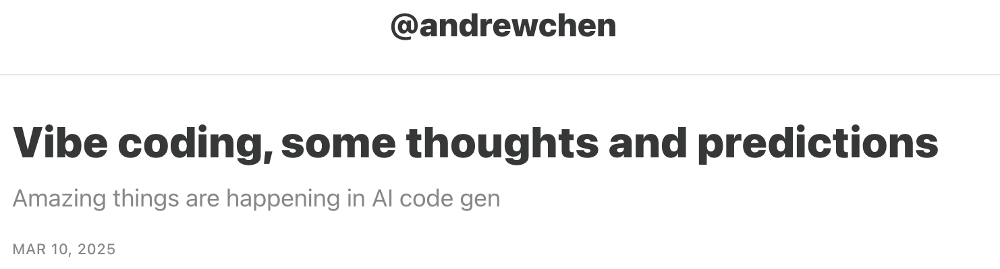 @andrewchen
Vibe coding, some thoughts and predictions
Amazing things are happening in AI code gen
MAR 10, 2025